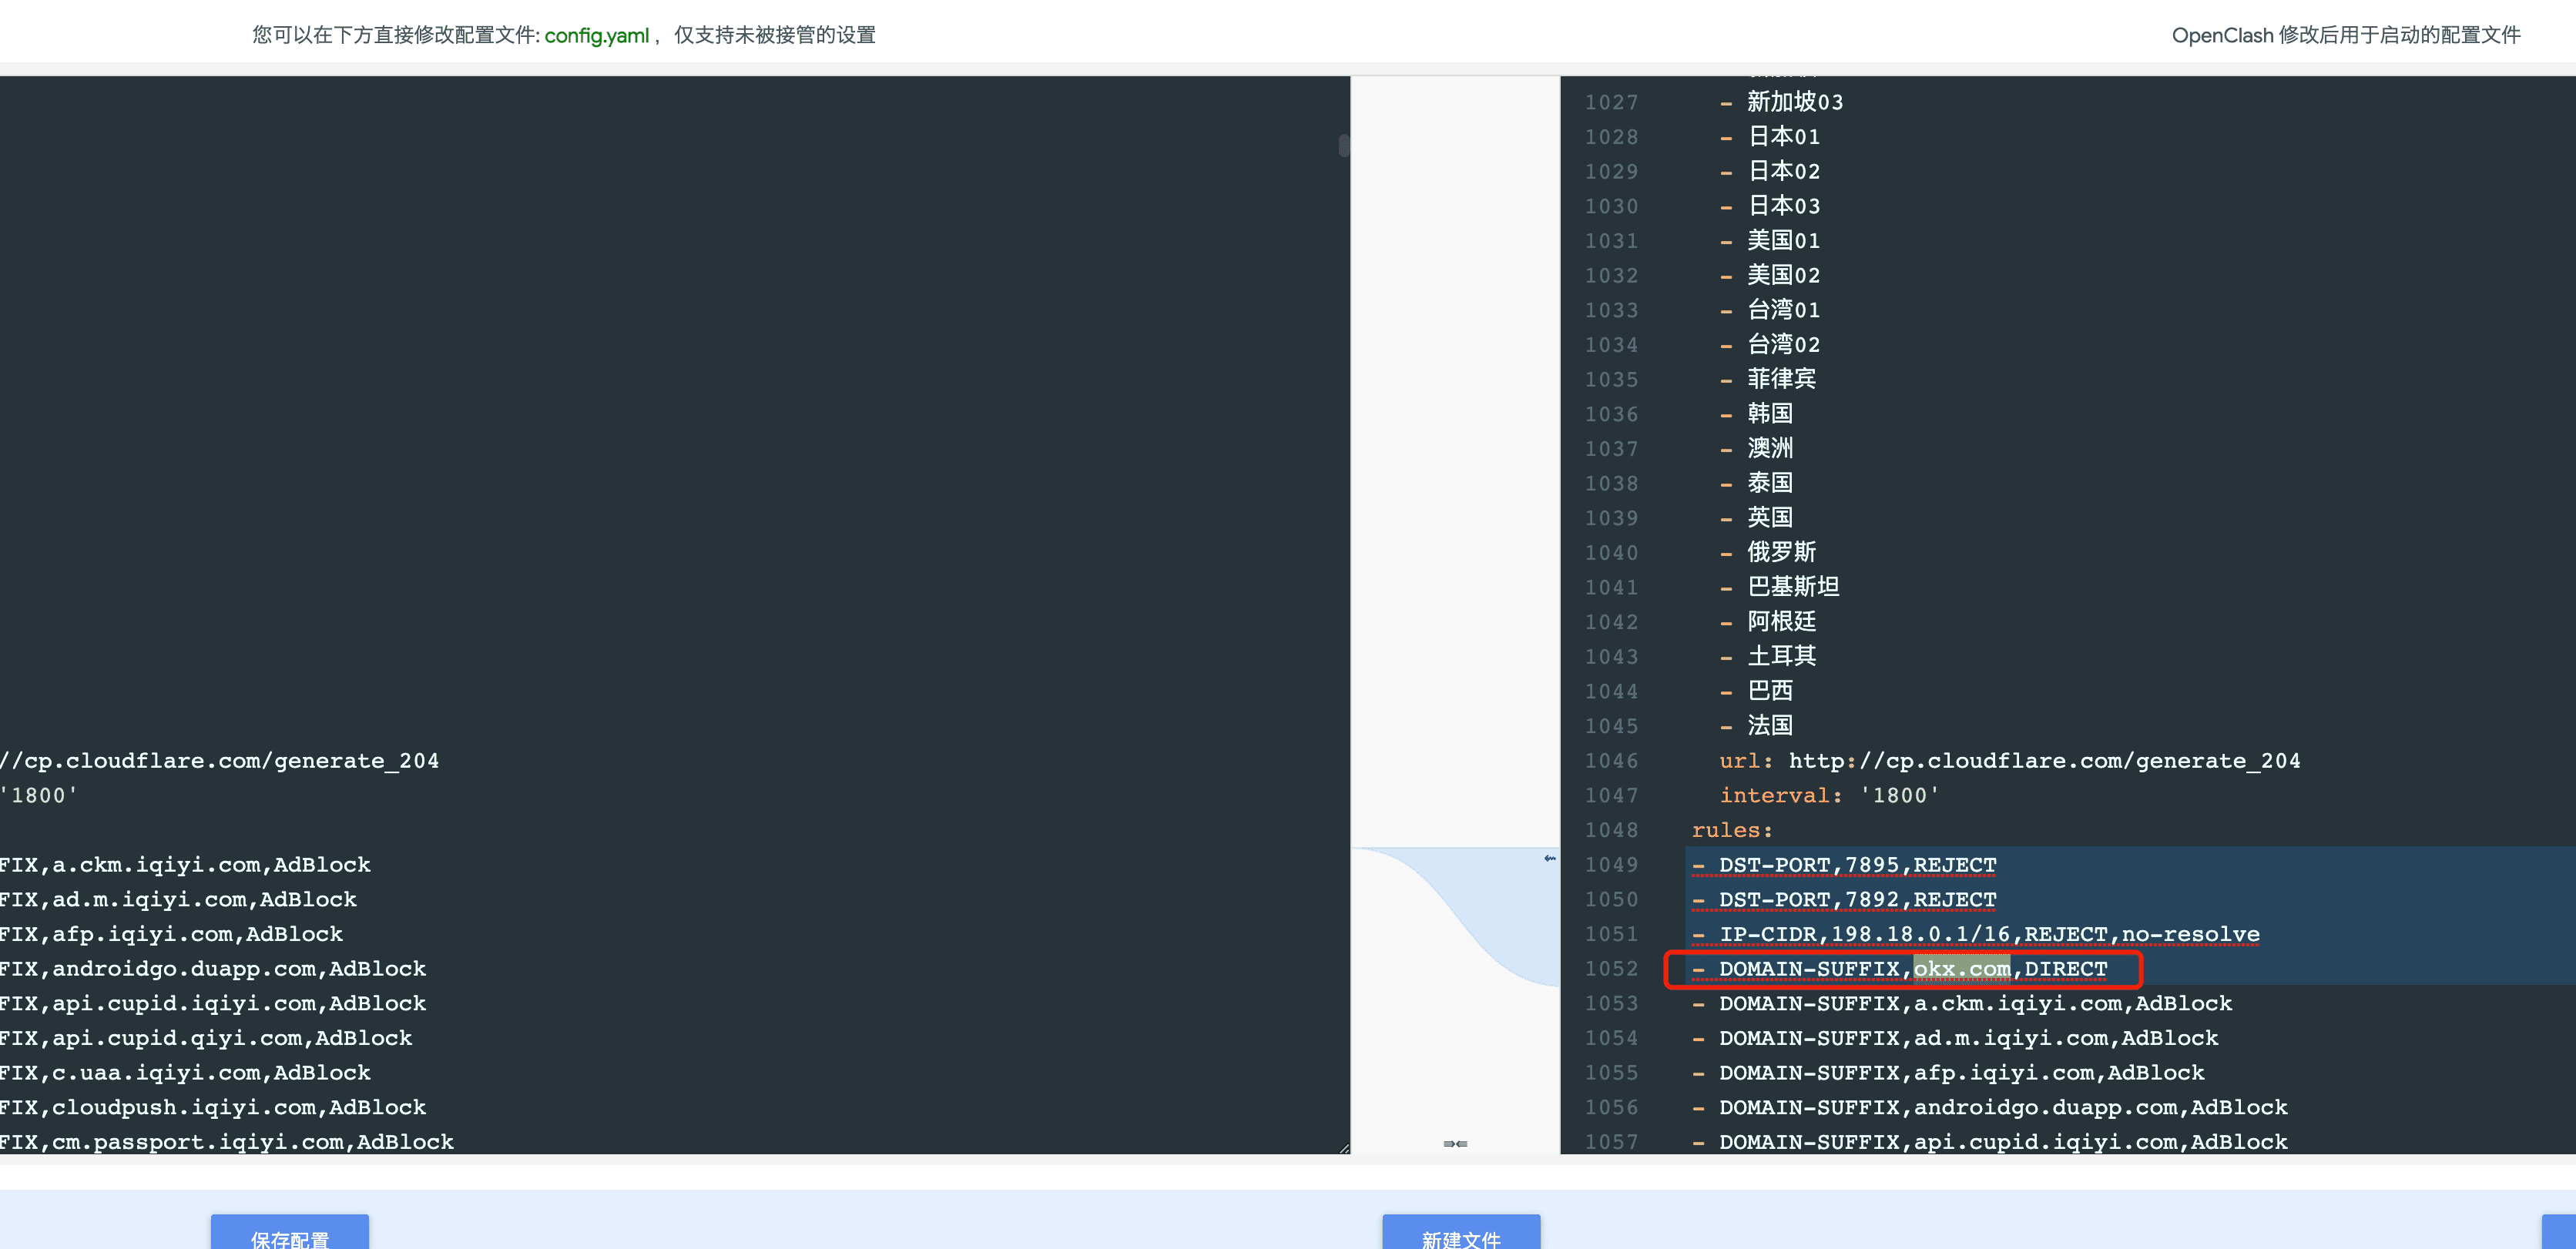 您可以在下方直接修改配置文件: config.yaml ，仅支持未被接管的设置
OpenClash 修改后用于启动的配置文件
//cp.cloudflare.com/generate_204
'1800'
FIX,a.ckm.iqiyi.com,AdBlock
FIX,ad.m.iqiyi.com,AdBlock
FIX,afp.iqiyi.com,AdBlock
FIX,androidgo.duapp.com,AdBlock
FIX,api.cupid.iqiyi.com,AdBlock
FIX,api.cupid.qiyi.com,AdBlock
FIX,c.uaa.iqiyi.com,AdBlock
FIX,cloudpush.iqiyi.com,AdBlock
FIX,cm.passport.iqiyi.com,AdBlock
1027 - 新加坡03
1028 - 日本01
1029 - 日本02
1030 - 日本03
1031 - 美国01
1032 - 美国02
1033 - 台湾01
1034 - 台湾02
1035 - 菲律宾
1036 - 韩国
1037 - 澳洲
1038 - 泰国
1039 - 英国
1040 - 俄罗斯
1041 - 巴基斯坦
1042 - 阿根廷
1043 - 土耳其
1044 - 巴西
1045 - 法国
1046 url: http://cp.cloudflare.com/generate_204
1047 interval: '1800'
1048 rules:
1049 - DST-PORT,7895,REJECT
1050 - DST-PORT,7892,REJECT
1051 - IP-CIDR,198.18.0.1/16,REJECT,no-resolve
1052 - DOMAIN-SUFFIX,okx.com,DIRECT
1053 - DOMAIN-SUFFIX,a.ckm.iqiyi.com,AdBlock
1054 - DOMAIN-SUFFIX,ad.m.iqiyi.com,AdBlock
1055 - DOMAIN-SUFFIX,afp.iqiyi.com,AdBlock
1056 - DOMAIN-SUFFIX,androidgo.duapp.com,AdBlock
1057 - DOMAIN-SUFFIX,api.cupid.iqiyi.com,AdBlock
保存配置
新建文件